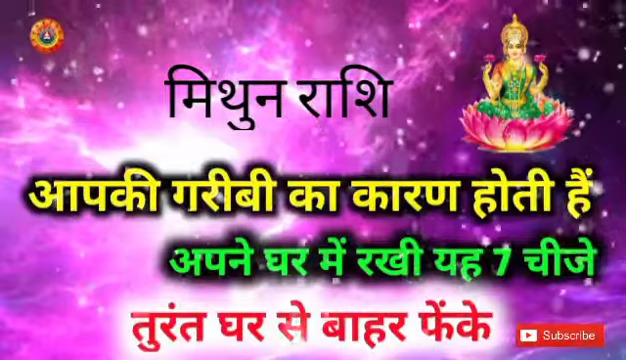 मिथुन राशि
आपकी गरीबी का कारण होती हैं
अपने घर में रखी यह 7 चीजे
तुरंत घर से बाहर फेंके
Subscribe